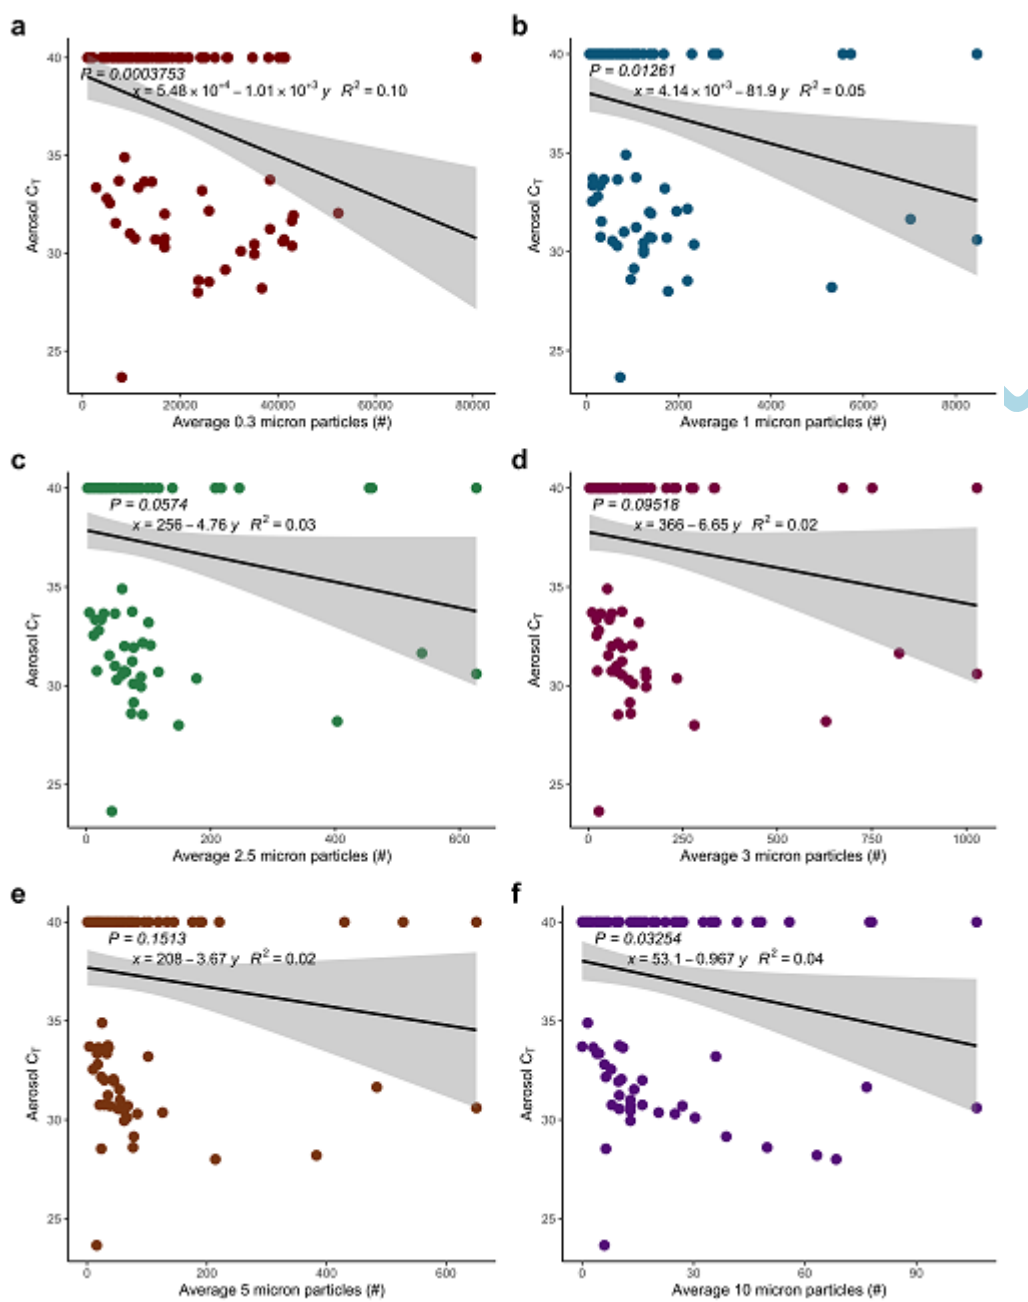 a
40
P = 0.0003753
x = 5.48 × 10⁺⁴ − 1.01 × 10⁺³ y R² = 0.10
35
30
25
Aerosol C_T
0 20000 40000 60000 80000
Average 0.3 micron particles (#)
b
40
P = 0.01261
x = 4.14 × 10⁺³ − 81.9 y R² = 0.05
35
30
25
Aerosol C_T
0 2000 4000 6000 8000
Average 1 micron particles (#)
c
40
P = 0.0574
x = 256 − 4.76 y R² = 0.03
35
30
25
Aerosol C_T
0 200 400 600
Average 2.5 micron particles (#)
d
40
P = 0.09518
x = 366 − 6.65 y R² = 0.02
35
30
25
Aerosol C_T
0 250 500 750 1000
Average 3 micron particles (#)
e
40
P = 0.1513
x = 208 − 3.67 y R² = 0.02
35
30
25
Aerosol C_T
0 200 400 600
Average 5 micron particles (#)
f
40
P = 0.03254
x = 53.1 − 0.967 y R² = 0.04
35
30
25
Aerosol C_T
0 30 60 90
Average 10 micron particles (#)